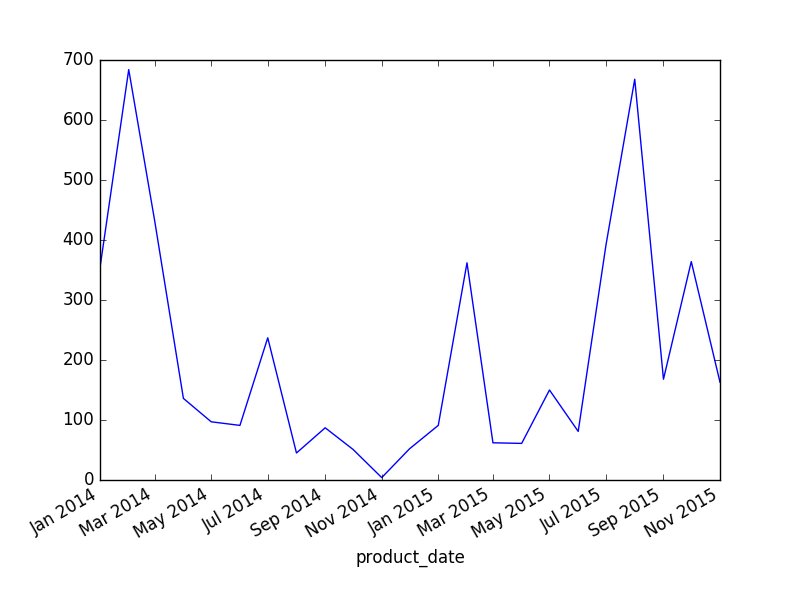 700
600
500
400
300
200
100
0
Jan 2014
Mar 2014
May 2014
Jul 2014
Sep 2014
Nov 2014
Jan 2015
Mar 2015
May 2015
Jul 2015
Sep 2015
Nov 2015
product_date